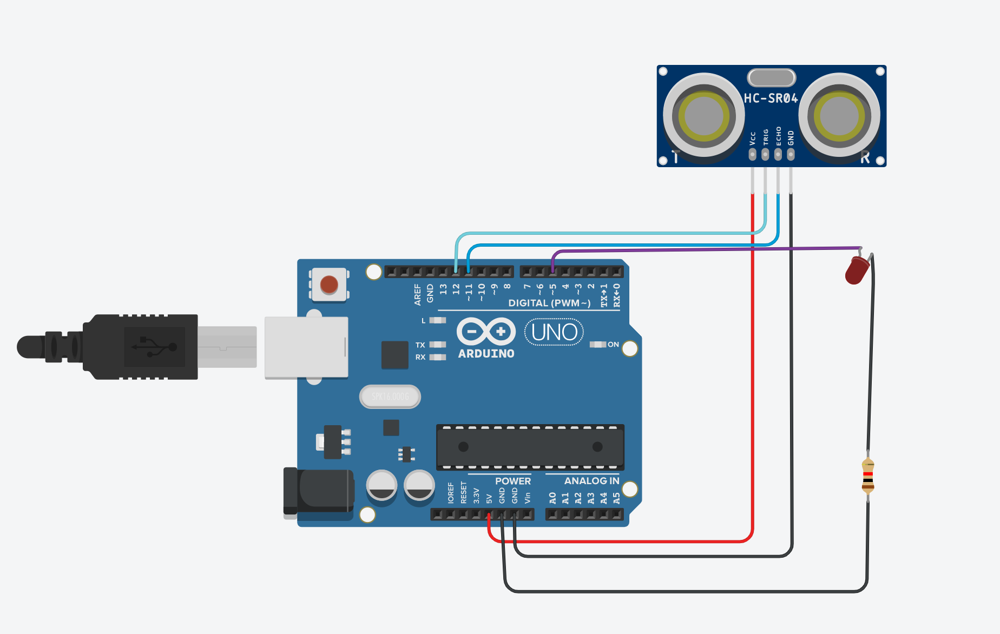 HC-SR04
VCC
TRIG
ECHO
GND
T
R
AREF
GND
13
12
~11
~10
~9
8
7
~6
~5
4
~3
2
TX→1
RX←0
DIGITAL (PWM~)
L
TX
RX
ARDUINO
UNO
ON
SPK16.000G
POWER
ANALOG IN
IOREF
RESET
3.3V
5V
GND
GND
Vin
A0
A1
A2
A3
A4
A5